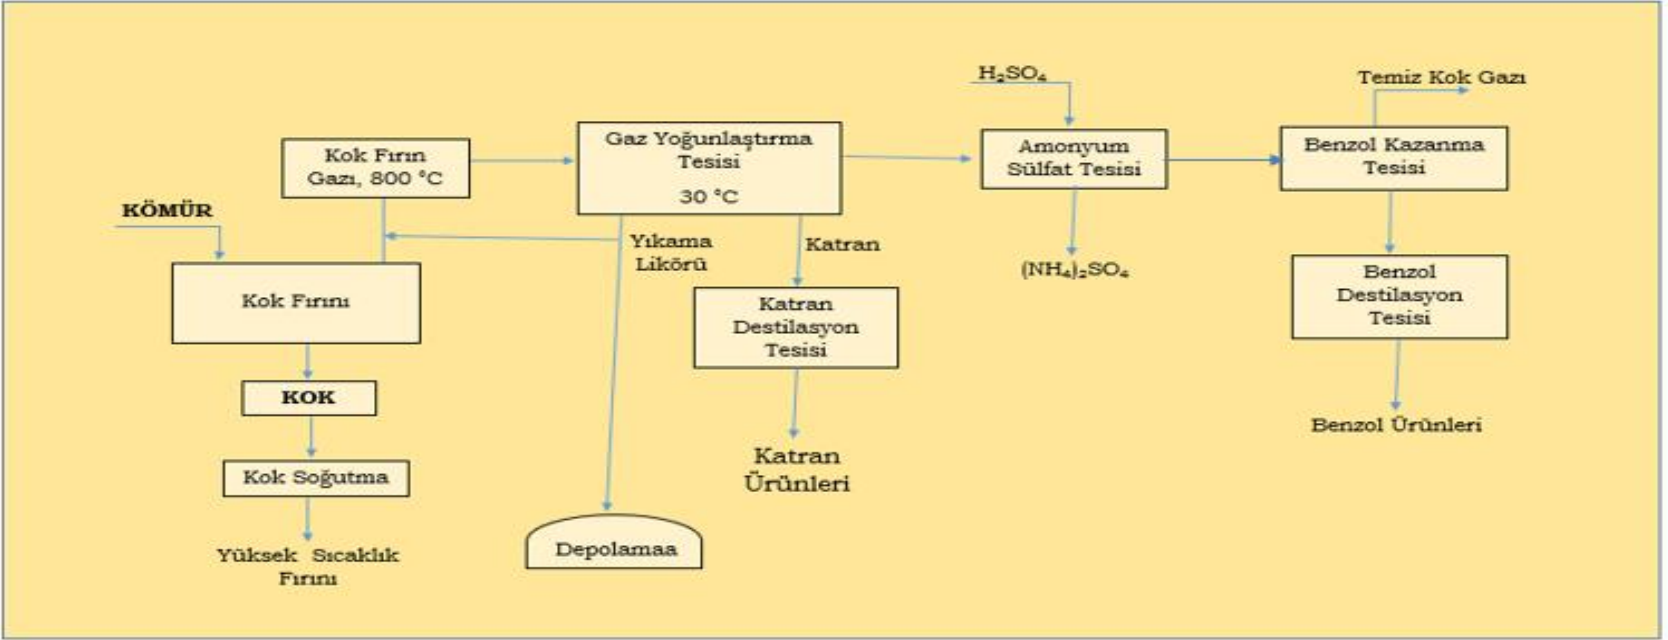 H₂SO₄
Temiz Kok Gazı
Kok Fırın
Gazı, 800 °C
Gaz Yoğunlaştırma
Tesisi
30 °C
Amonyum
Sülfat Tesisi
Benzol Kazanma
Tesisi
KÖMÜR
Yıkama
Likörü
Katran
(NH₄)₂SO₄
Kok Fırını
Katran
Destilasyon
Tesisi
Benzol
Destilasyon
Tesisi
KOK
Benzol Ürünleri
Kok Soğutma
Katran
Ürünleri
Yüksek Sıcaklık
Fırını
Depolamaa